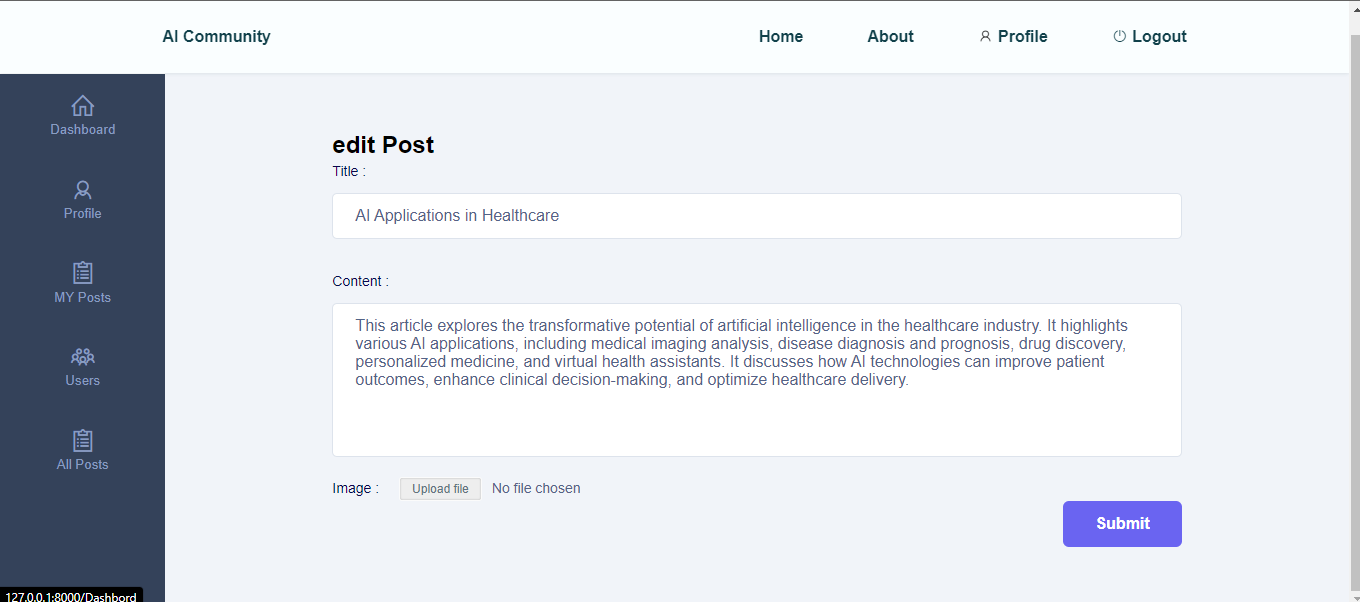 AI Community
Home
About
Profile
Logout
Dashboard
Profile
MY Posts
Users
All Posts
edit Post
Title :
AI Applications in Healthcare
Content :
This article explores the transformative potential of artificial intelligence in the healthcare industry. It highlights
various AI applications, including medical imaging analysis, disease diagnosis and prognosis, drug discovery,
personalized medicine, and virtual health assistants. It discusses how AI technologies can improve patient
outcomes, enhance clinical decision-making, and optimize healthcare delivery.
Image :
Upload file
No file chosen
Submit
127.0.0.1:8000/Dashbord